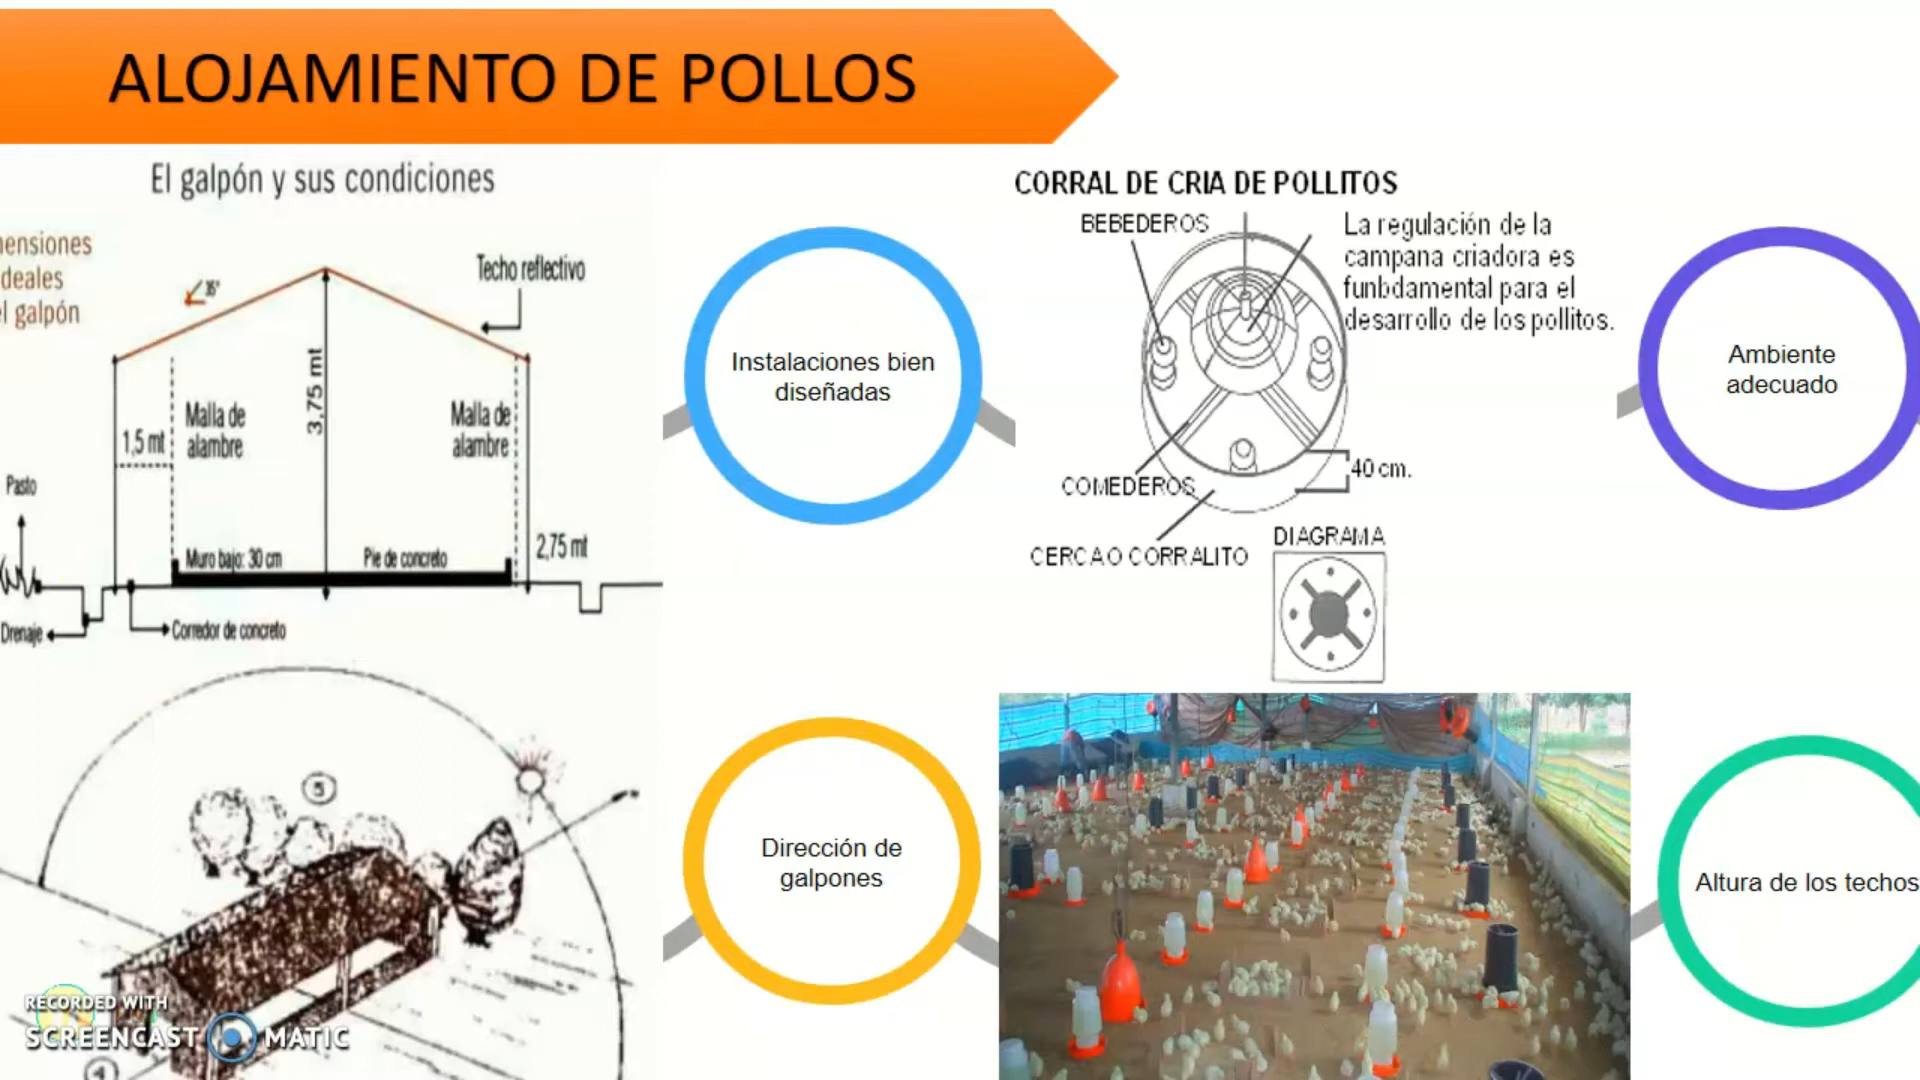 ALOJAMIENTO DE POLLOS
El galpón y sus condiciones
ensiones
deales
el galpón
Techo reflectivo
3,75 mt
Malla de
alambre
Malla de
alambre
1,5 mt
Pasto
Muro bajo: 30 cm
Pie de concreto
2,75 mt
Drenaje
Corredor de concreto
Instalaciones bien
diseñadas
CORRAL DE CRIA DE POLLITOS
BEBEDEROS
La regulación de la
campana criadora es
funbdamental para el
desarrollo de los pollitos.
COMEDEROS
40 cm.
CERCA O CORRALITO
DIAGRAMA
Ambiente
adecuado
5
Dirección de
galpones
Altura de los techos
RECORDED WITH
SCREENCAST MATIC
4